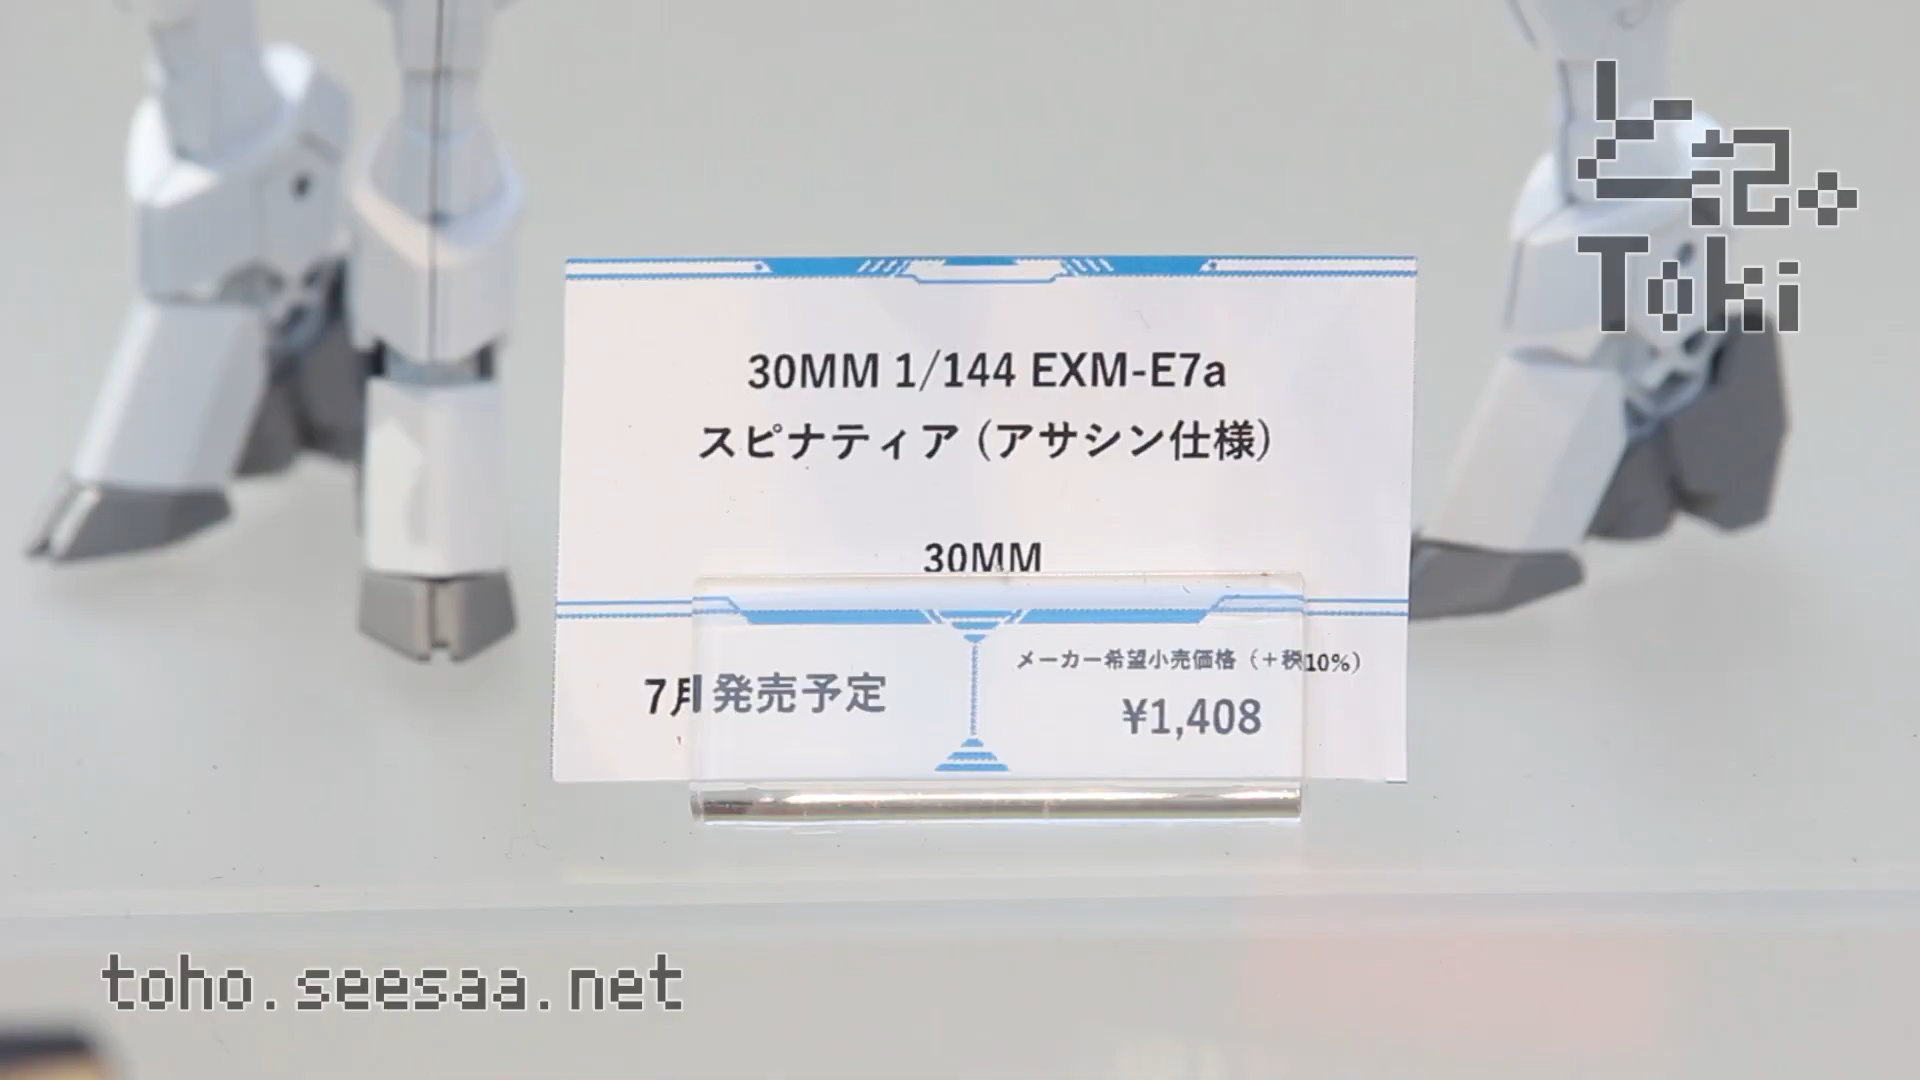 と記。
Toki
30MM 1/144 EXM-E7a
スピナティア (アサシン仕様)
30MM
7月 発売予定
メーカー希望小売価格（＋税10%）
¥1,408
toho.seesaa.net